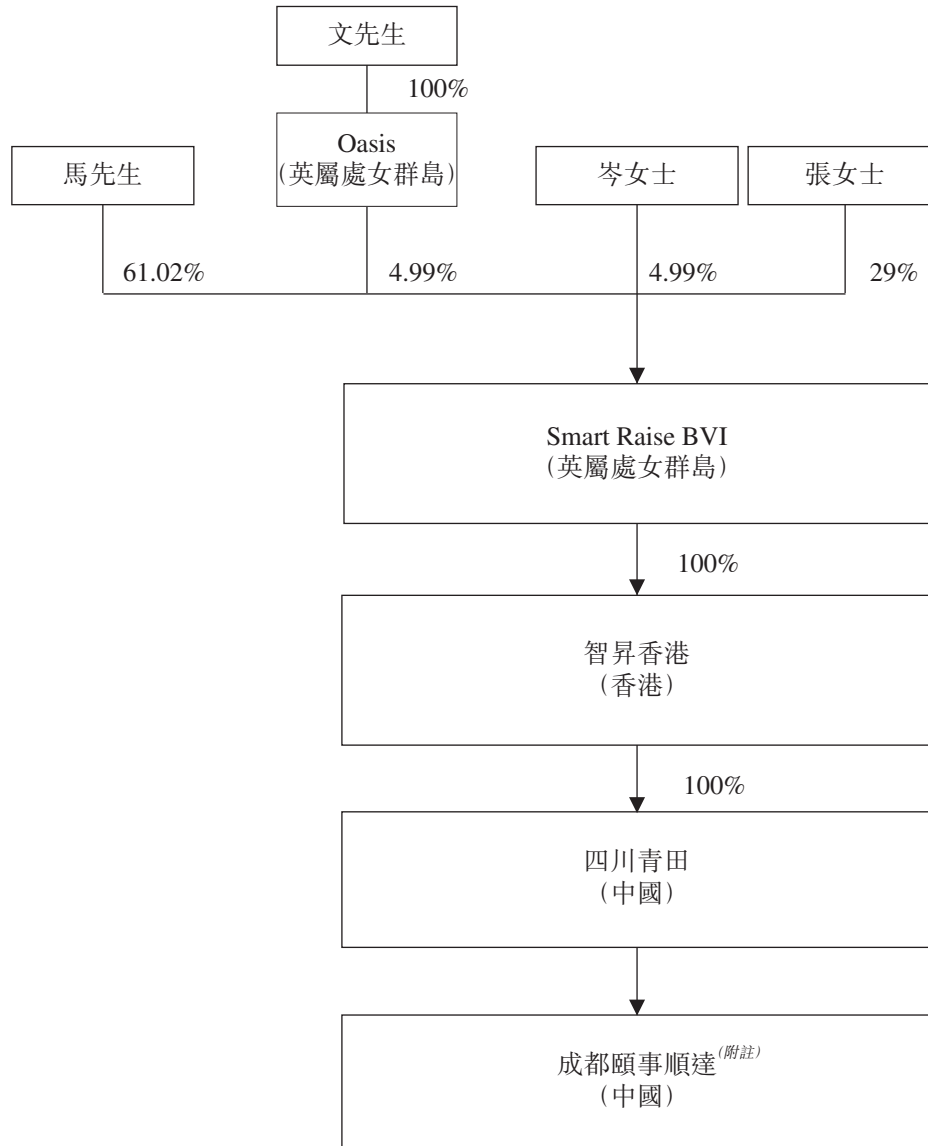 文先生
100%
Oasis
(英屬處女群島)
馬先生
岑女士
張女士
61.02%
4.99%
4.99%
29%
Smart Raise BVI
(英屬處女群島)
100%
智昇香港
(香港)
100%
四川青田
(中國)
成都頤事順達(附註)
(中國)